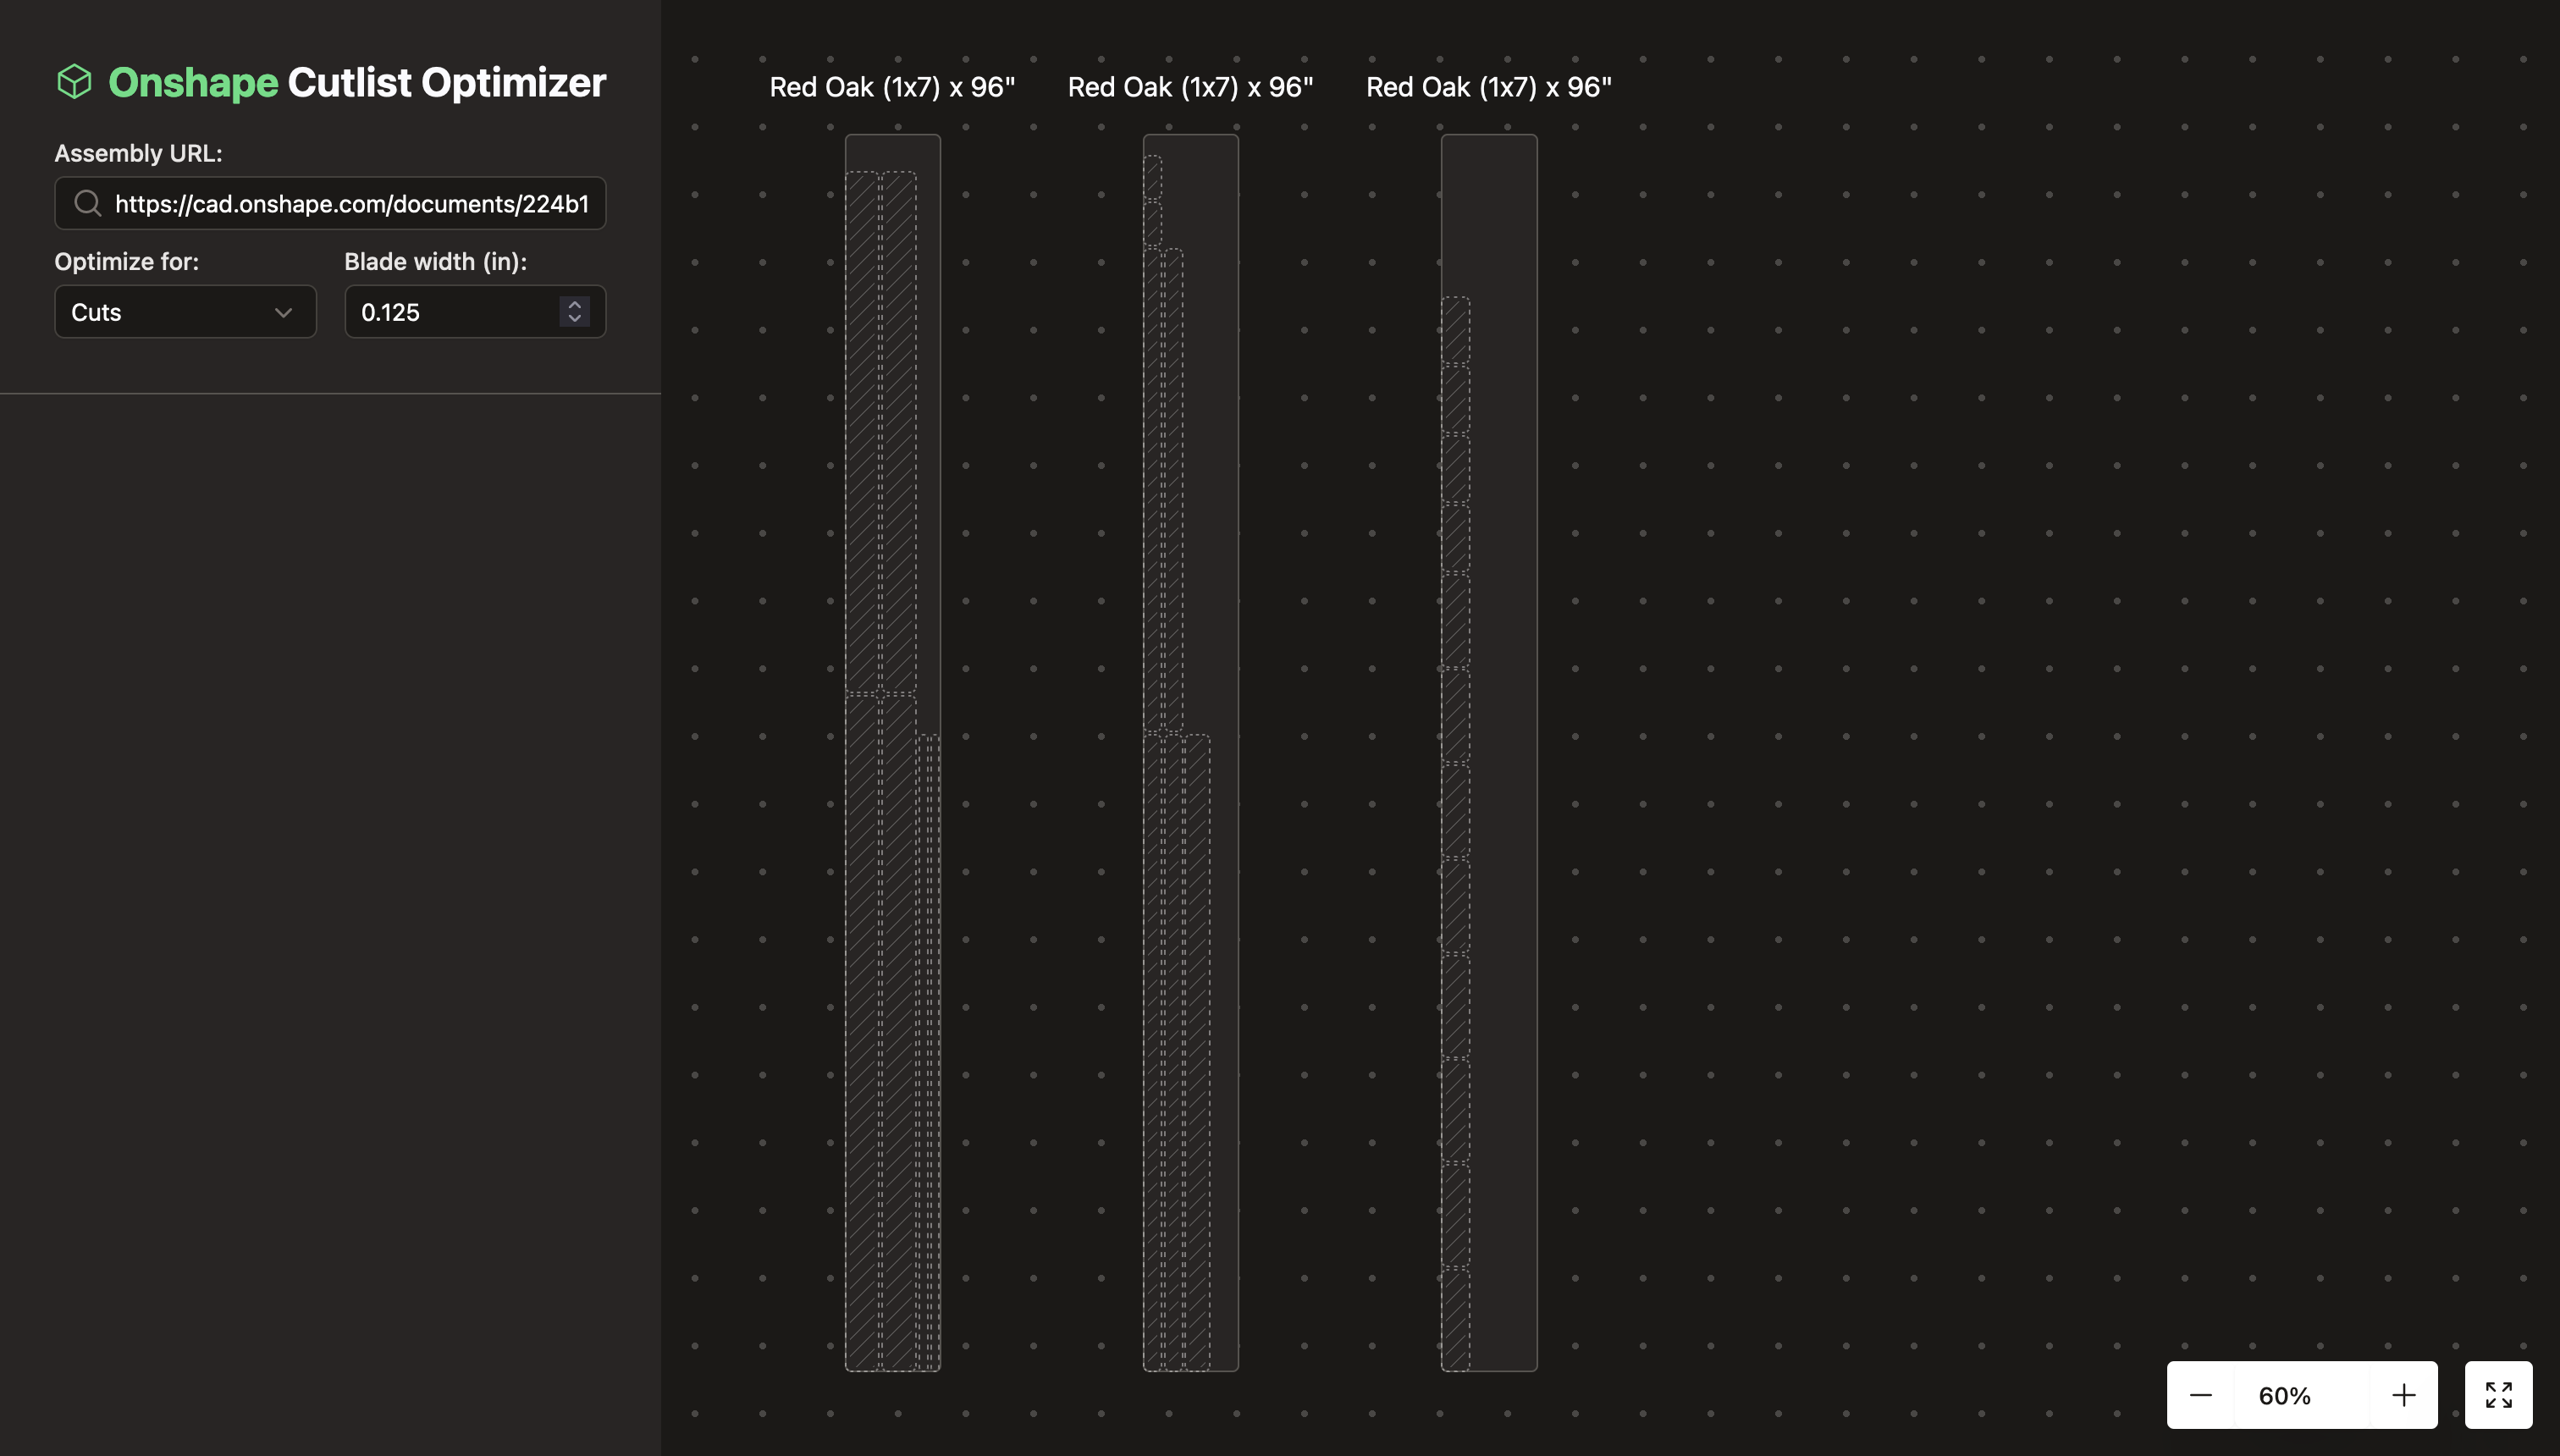 Onshape Cutlist Optimizer
Assembly URL:
https://cad.onshape.com/documents/224b1
Optimize for:
Blade width (in):
Cuts
0.125
Red Oak (1x7) x 96"
Red Oak (1x7) x 96"
Red Oak (1x7) x 96"
60%